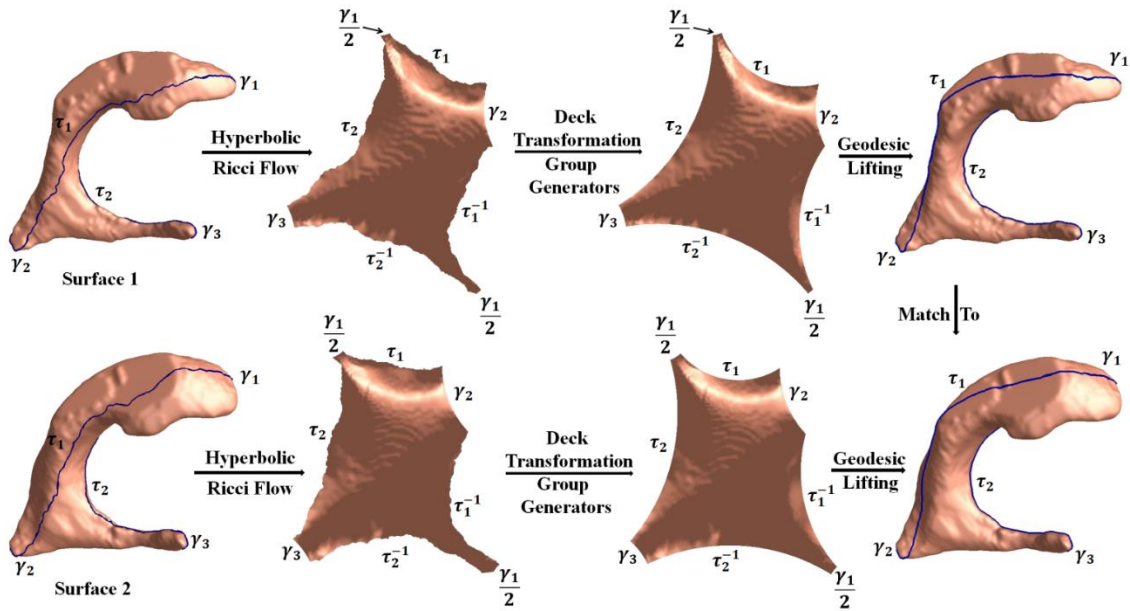 γ₁/2
τ₁
γ₁
τ₁
τ₂
γ₂
γ₃
Surface 1
Hyperbolic
Ricci Flow
τ₂
γ₂
γ₃
τ₁⁻¹
τ₂⁻¹
γ₁/2
Deck
Transformation
Group
Generators
γ₁/2
τ₁
τ₂
γ₂
γ₃
τ₁⁻¹
τ₂⁻¹
γ₁/2
Geodesic
Lifting
τ₁
γ₁
τ₂
γ₃
γ₂
Match To
γ₁
τ₁
τ₂
γ₃
γ₂
Surface 2
Hyperbolic
Ricci Flow
γ₁/2
τ₁
γ₂
τ₂
τ₁⁻¹
γ₃
τ₂⁻¹
γ₁/2
Deck
Transformation
Group
Generators
γ₁/2
τ₁
γ₂
τ₂
τ₁⁻¹
γ₃
τ₂⁻¹
γ₁/2
Geodesic
Lifting
γ₁
τ₁
τ₂
γ₂
γ₃